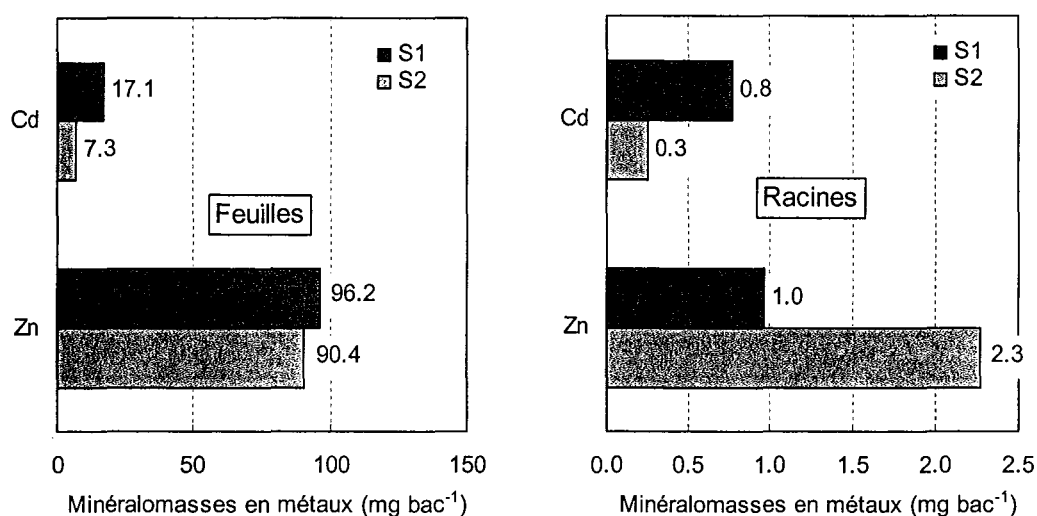 S1
S2
Cd
17.1
7.3
Feuilles
Zn
96.2
90.4
0
50
100
150
Minéralomasses en métaux (mg bac⁻¹)
S1
S2
Cd
0.8
0.3
Racines
Zn
1.0
2.3
0.0
0.5
1.0
1.5
2.0
2.5
Minéralomasses en métaux (mg bac⁻¹)